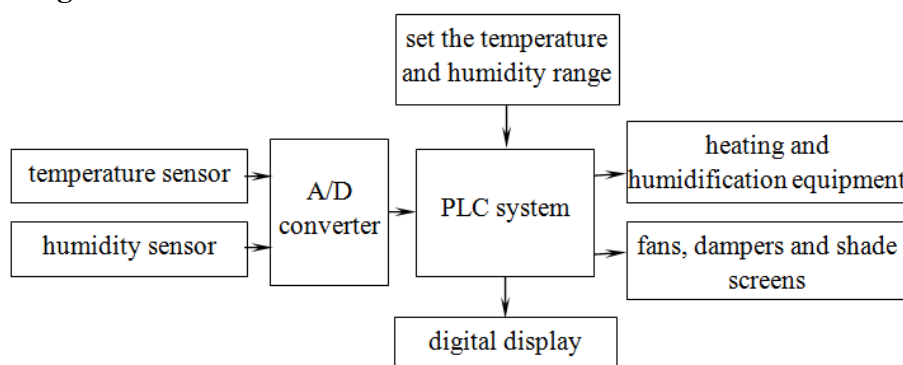 set the temperature
and humidity range
temperature sensor
humidity sensor
A/D
converter
PLC system
heating and
humidification equipment
fans, dampers and shade
screens
digital display